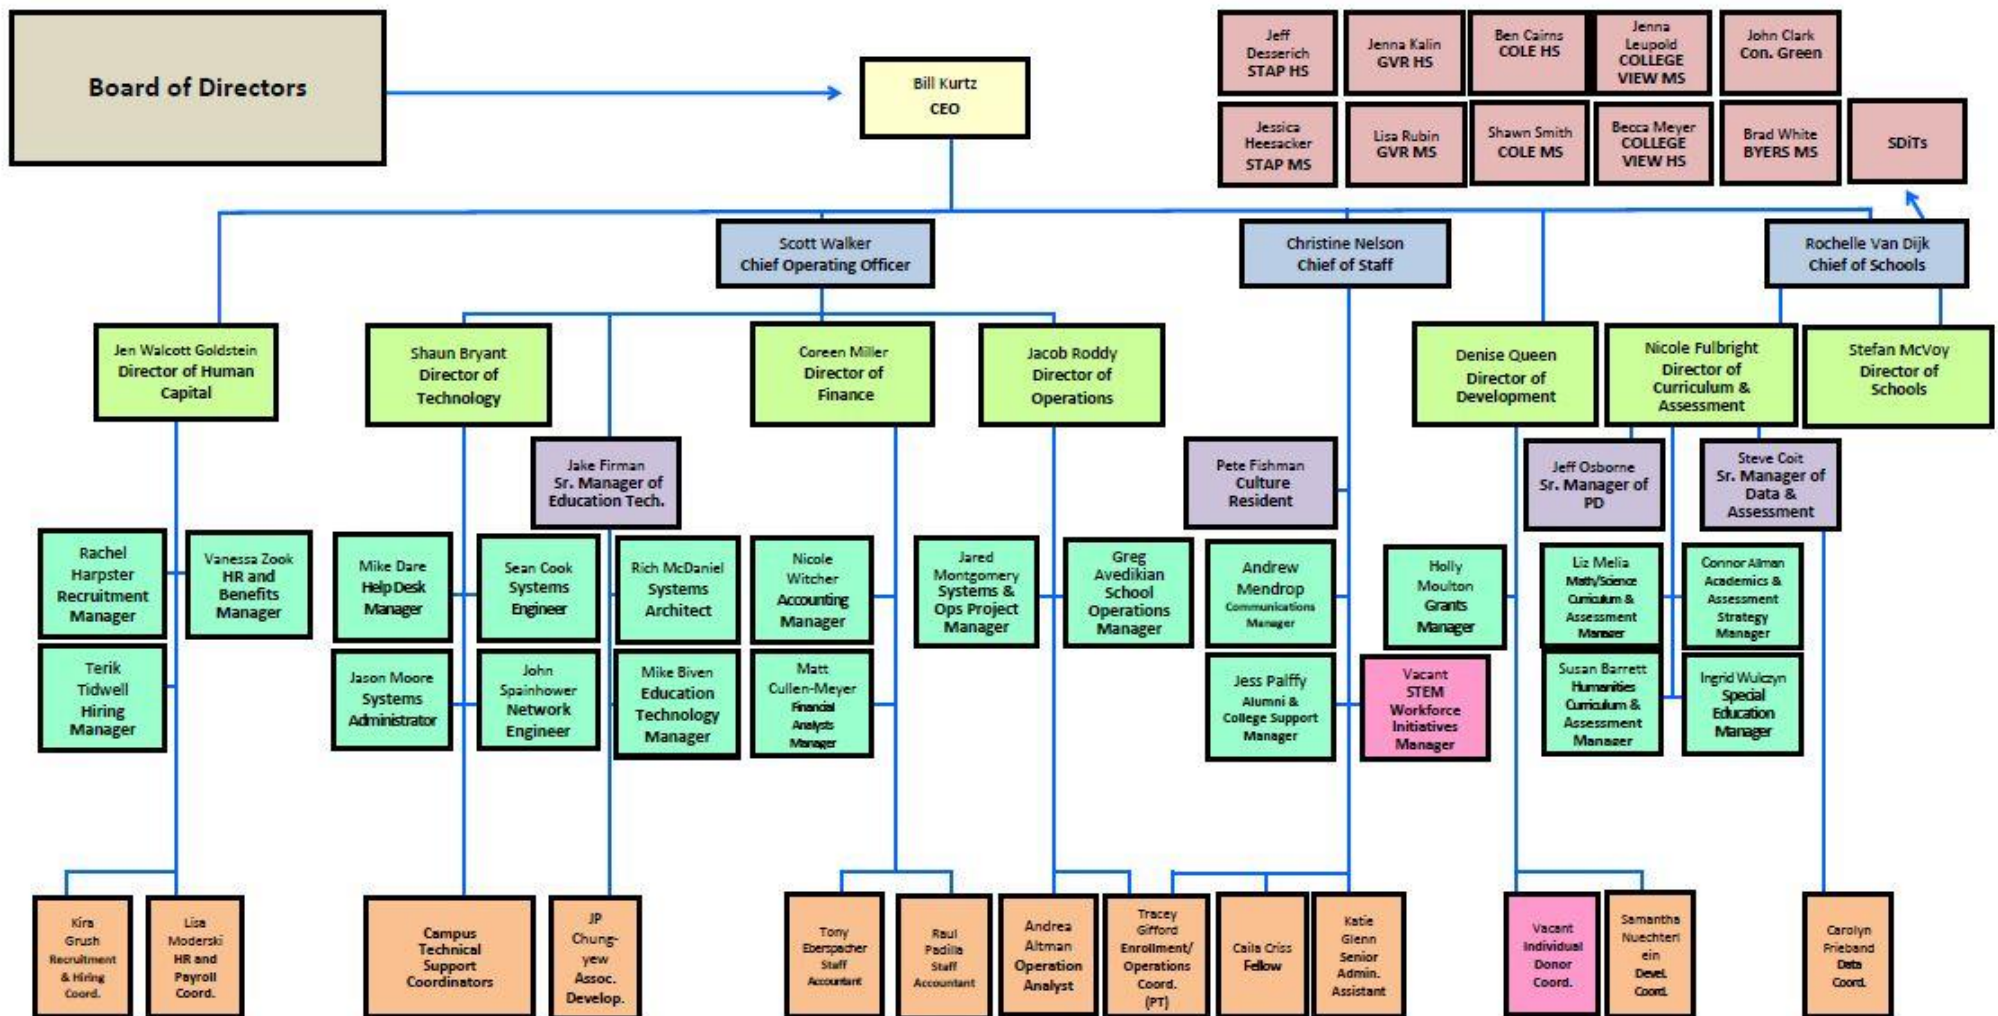 Board of Directors
Bill Kurtz
CEO
Jeff
Desserich
STAP HS
Jenna Kalin
GVR HS
Ben Cairns
COLE HS
Jenna
Leupold
COLLEGE
VIEW MS
John Clark
Con. Green
Jessica
Heesacker
STAP MS
Lisa Rubin
GVR MS
Shawn Smith
COLE MS
Becca Meyer
COLLEGE
VIEW HS
Brad White
BYERS MS
SDiTs
Scott Walker
Chief Operating Officer
Christine Nelson
Chief of Staff
Rochelle Van Dijk
Chief of Schools
Jen Walcott Goldstein
Director of Human
Capital
Shaun Bryant
Director of
Technology
Coreen Miller
Director of
Finance
Jacob Roddy
Director of
Operations
Denise Queen
Director of
Development
Nicole Fulbright
Director of
Curriculum &
Assessment
Stefan McVoy
Director of
Schools
Jake Firman
Sr. Manager of
Education Tech.
Pete Fishman
Culture
Resident
Jeff Osborne
Sr. Manager of
PD
Steve Coit
Sr. Manager of
Data &
Assessment
Rachel
Harpster
Recruitment
Manager
Vanessa Zook
HR and
Benefits
Manager
Mike Dare
Help Desk
Manager
Sean Cook
Systems
Engineer
Rich McDaniel
Systems
Architect
Nicole
Witcher
Accounting
Manager
Jared
Montgomery
Systems &
Ops Project
Manager
Greg
Avedikian
School
Operations
Manager
Andrew
Mendrop
Communications
Manager
Holly
Moulton
Grants
Manager
Liz Melia
Math/Science
Curriculum &
Assessment
Manager
Connor Allman
Academics &
Assessment
Strategy
Manager
Terik
Tidwell
Hiring
Manager
Jason Moore
Systems
Administrator
John
Spainhower
Network
Engineer
Mike Biven
Education
Technology
Manager
Matt
Cullen-Meyer
Financial
Analysts
Manager
Jess Palffy
Alumni &
College Support
Manager
Vacant
STEM
Workforce
Initiatives
Manager
Susan Barrett
Humanities
Curriculum &
Assessment
Manager
Ingrid Wulczyn
Special
Education
Manager
Kira
Grush
Recruitment
& Hiring
Coord.
Lisa
Moderski
HR and
Payroll
Coord.
Campus
Technical
Support
Coordinators
JP
Chung-
yew
Assoc.
Develop.
Tony
Eberspacher
Staff
Accountant
Raul
Padilla
Staff
Accountant
Andrea
Altman
Operation
Analyst
Tracey
Gifford
Enrollment/
Operations
Coord.
(PT)
Caila Criss
Fellow
Katie
Glenn
Senior
Admin.
Assistant
Vacant
Individual
Donor
Coord.
Samantha
Nuechterl
ein
Devel.
Coord.
Carolyn
Frieband
Data
Coord.